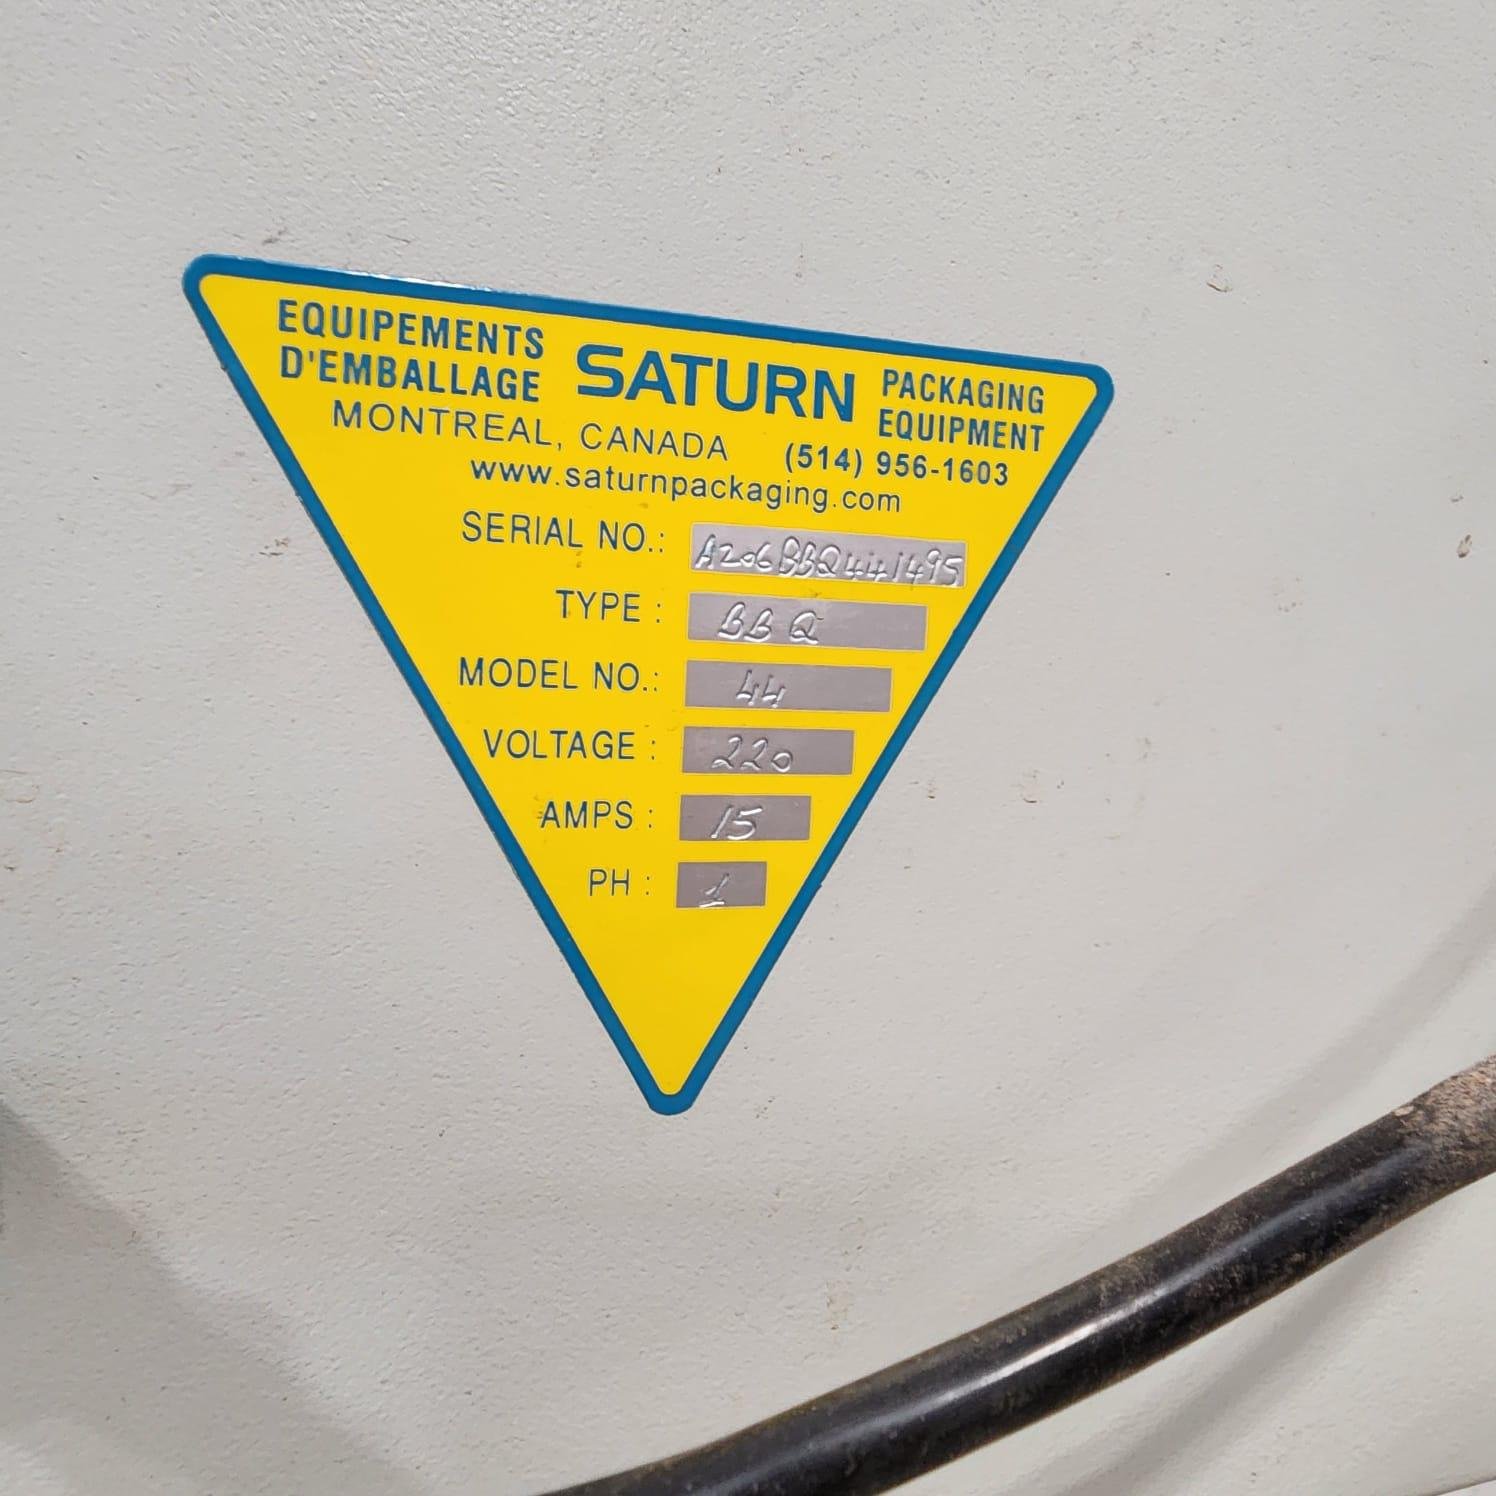 EQUIPEMENTS D'EMBALLAGE SATURN PACKAGING EQUIPMENT
MONTREAL, CANADA (514) 956-1603
www.saturnpackaging.com
SERIAL NO.: A206BBQ441495
TYPE : BBQ
MODEL NO.: 44
VOLTAGE : 220
AMPS : 15
PH : 1